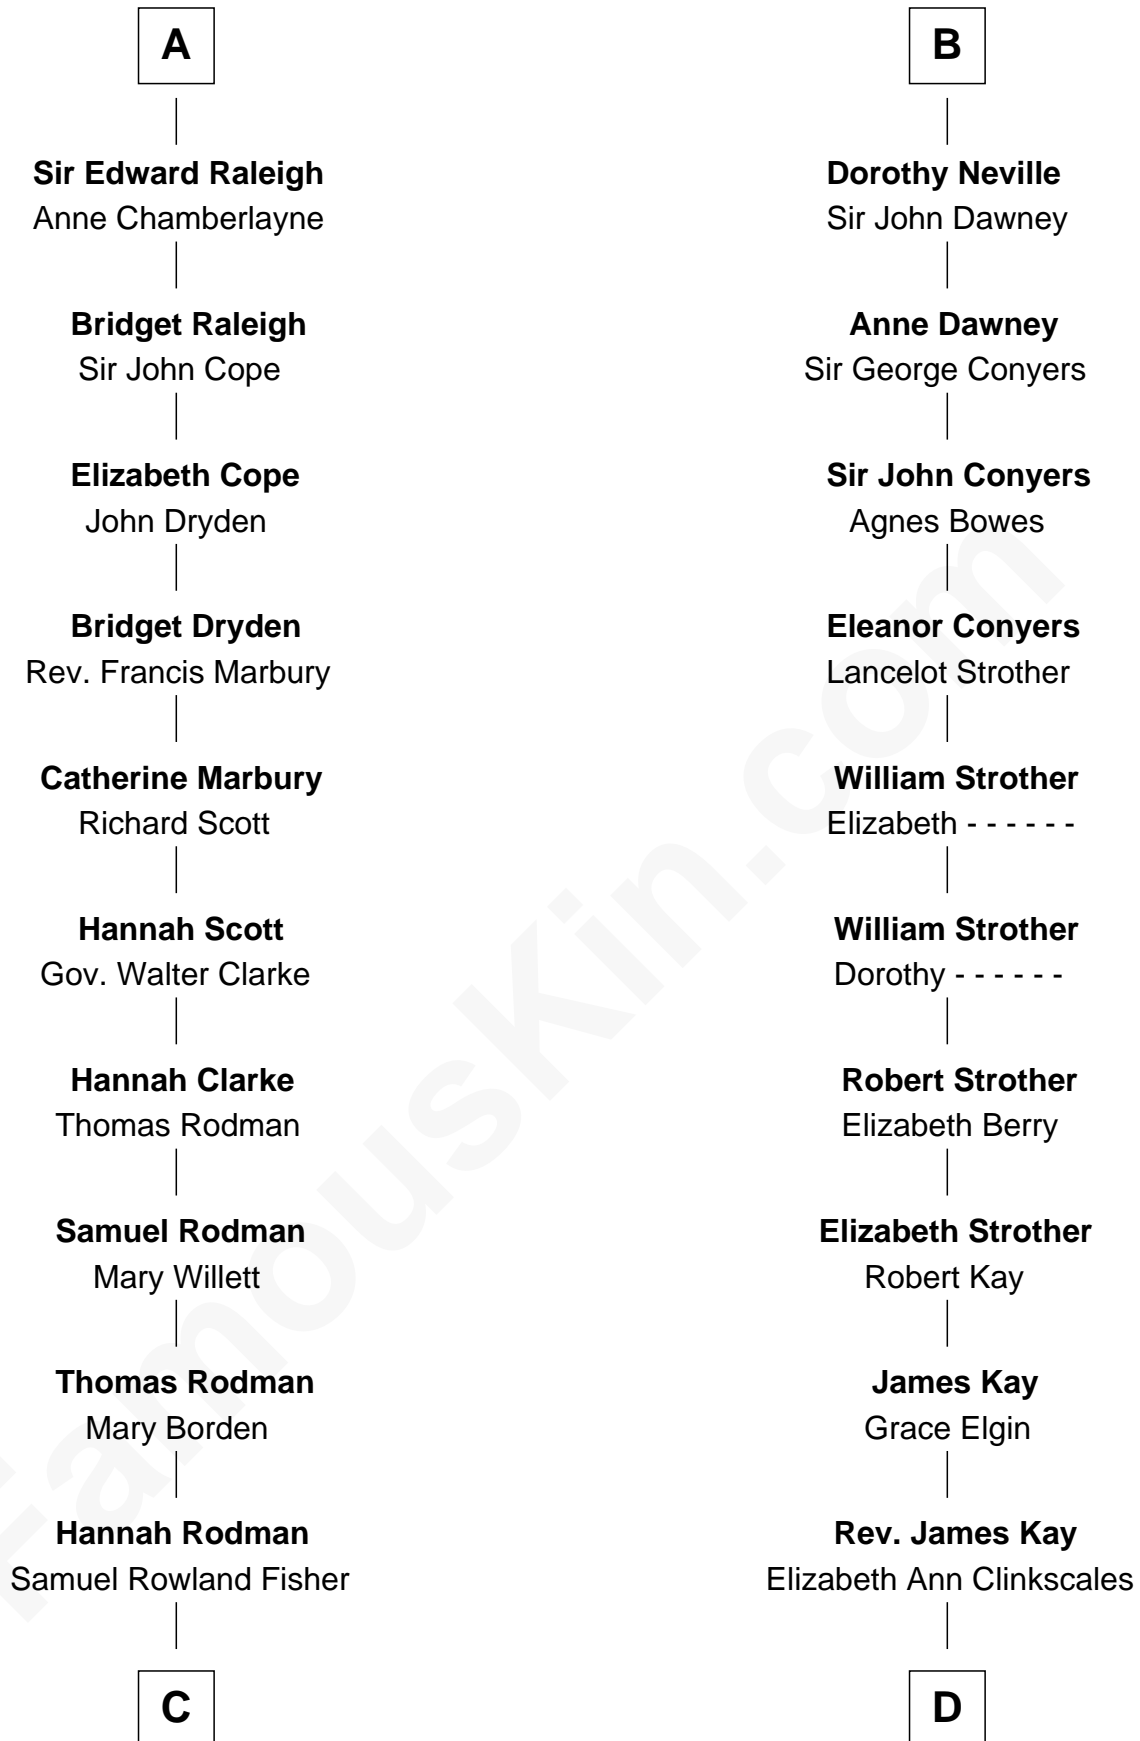 A
Sir Edward Raleigh
Anne Chamberlayne
Bridget Raleigh
Sir John Cope
Elizabeth Cope
John Dryden
Bridget Dryden
Rev. Francis Marbury
Catherine Marbury
Richard Scott
Hannah Scott
Gov. Walter Clarke
Hannah Clarke
Thomas Rodman
Samuel Rodman
Mary Willett
Thomas Rodman
Mary Borden
Hannah Rodman
Samuel Rowland Fisher
C
B
Dorothy Neville
Sir John Dawney
Anne Dawney
Sir George Conyers
Sir John Conyers
Agnes Bowes
Eleanor Conyers
Lancelot Strother
William Strother
Elizabeth - - - - - -
William Strother
Dorothy - - - - - -
Robert Strother
Elizabeth Berry
Elizabeth Strother
Robert Kay
James Kay
Grace Elgin
Rev. James Kay
Elizabeth Ann Clinkscales
D
FamousKin.com